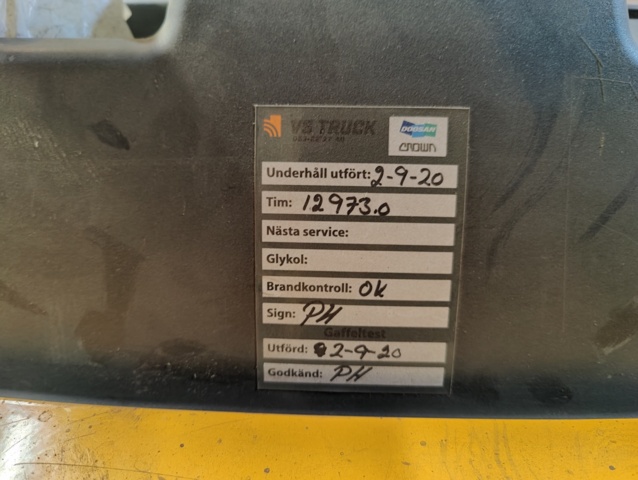 VS TRUCK
DOOSAN
CROWN
Underhåll utfört: 2-9-20
Tim: 12973.0
Nästa service:
Glykol:
Brandkontroll: OK
Sign: PH
Gaffeltest
Utförd: 2-9-20
Godkänd: PH